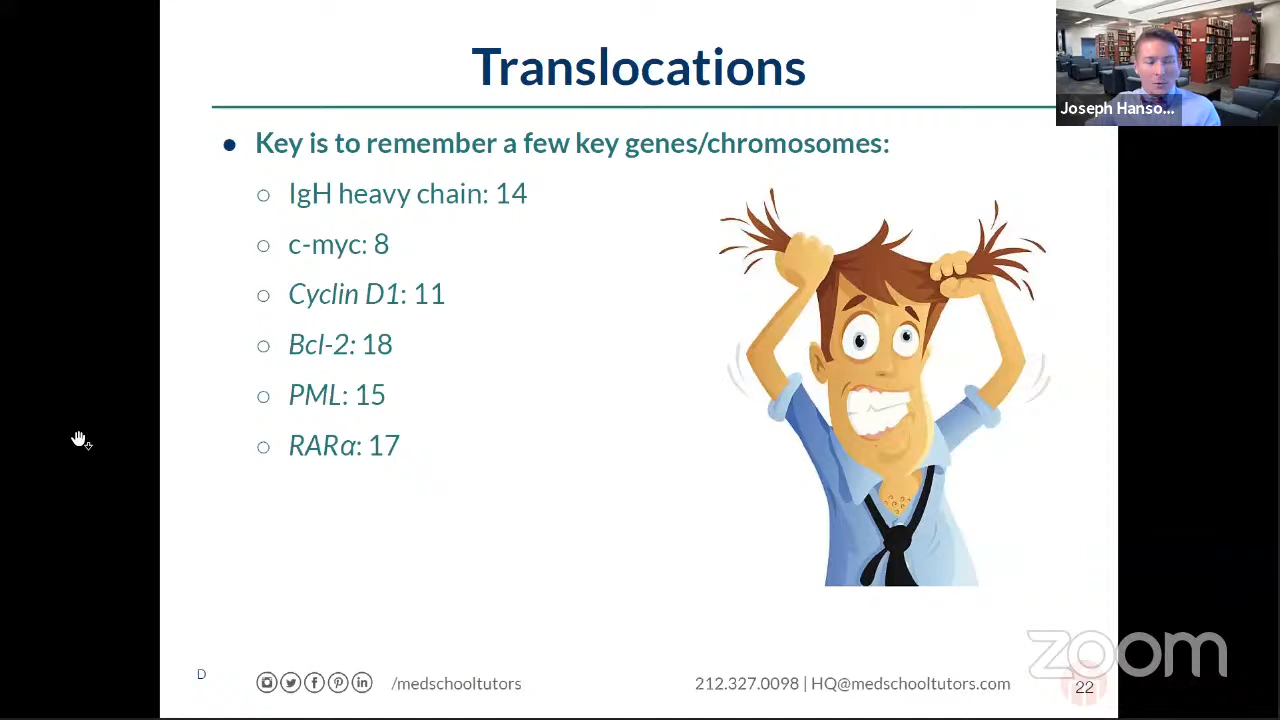 Translocations
Joseph Hanso...
● Key is to remember a few key genes/chromosomes:
○ IgH heavy chain: 14
○ c-myc: 8
○ Cyclin D1: 11
○ Bcl-2: 18
○ PML: 15
○ RARα: 17
zoom
D
/medschooltutors
212.327.0098 | HQ@medschooltutors.com
22